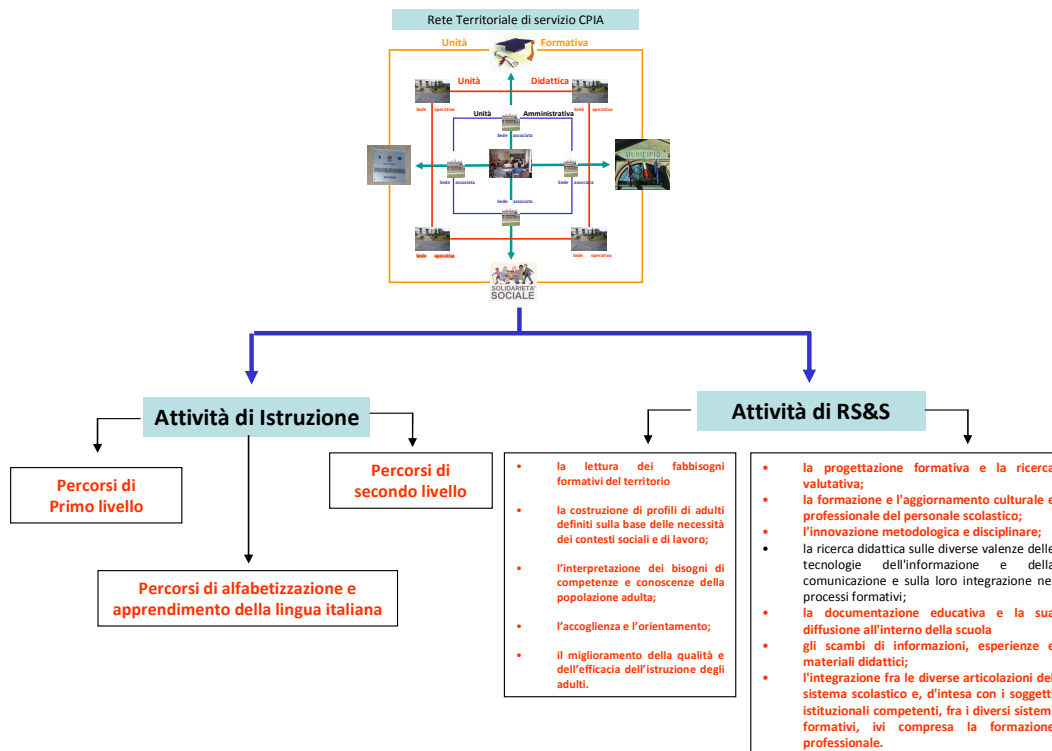 Rete Territoriale di servizio CPIA
Unità Formativa
Unità Didattica
Sede operativa
Sede operativa
Unità Amministrativa
Sede associata
MUNICIPIO
Sede associata
Sede associata
Sede associata
Sede operativa
Sede operativa
SOLIDARIETA'
SOCIALE
Attività di Istruzione
Attività di RS&S
Percorsi di
Primo livello
Percorsi di
secondo livello
Percorsi di alfabetizzazione e
apprendimento della lingua italiana
• la lettura dei fabbisogni
formativi del territorio
• la costruzione di profili di adulti
definiti sulla base delle necessità
dei contesti sociali e di lavoro;
• l'interpretazione dei bisogni di
competenze e conoscenze della
popolazione adulta;
• l'accoglienza e l'orientamento;
• il miglioramento della qualità e
dell'efficacia dell'istruzione degli
adulti.
• la progettazione formativa e la ricerca
valutativa;
• la formazione e l'aggiornamento culturale e
professionale del personale scolastico;
• l'innovazione metodologica e disciplinare;
• la ricerca didattica sulle diverse valenze delle
tecnologie dell'informazione e della
comunicazione e sulla loro integrazione nei
processi formativi;
• la documentazione educativa e la sua
diffusione all'interno della scuola
• gli scambi di informazioni, esperienze e
materiali didattici;
• l'integrazione fra le diverse articolazioni del
sistema scolastico e, d'intesa con i soggetti
istituzionali competenti, fra i diversi sistemi
formativi, ivi compresa la formazione
professionale.